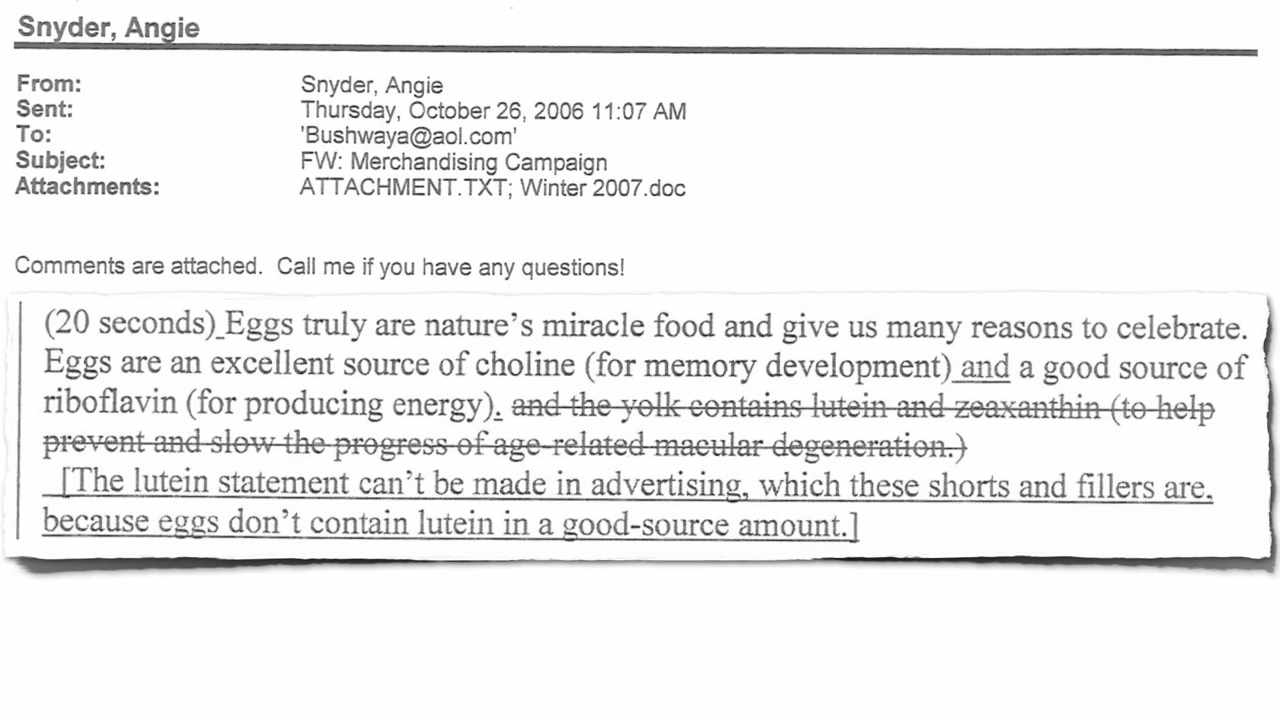 Snyder, Angie
From: Snyder, Angie
Sent: Thursday, October 26, 2006 11:07 AM
To: 'Bushwaya@aol.com'
Subject: FW: Merchandising Campaign
Attachments: ATTACHMENT.TXT; Winter 2007.doc
Comments are attached. Call me if you have any questions!
(20 seconds) Eggs truly are nature's miracle food and give us many reasons to celebrate.
Eggs are an excellent source of choline (for memory development) and a good source of
riboflavin (for producing energy). and the yolk contains lutein and zeaxanthin (to help
prevent and slow the progress of age-related macular degeneration.)
[The lutein statement can't be made in advertising, which these shorts and fillers are,
because eggs don't contain lutein in a good-source amount.]